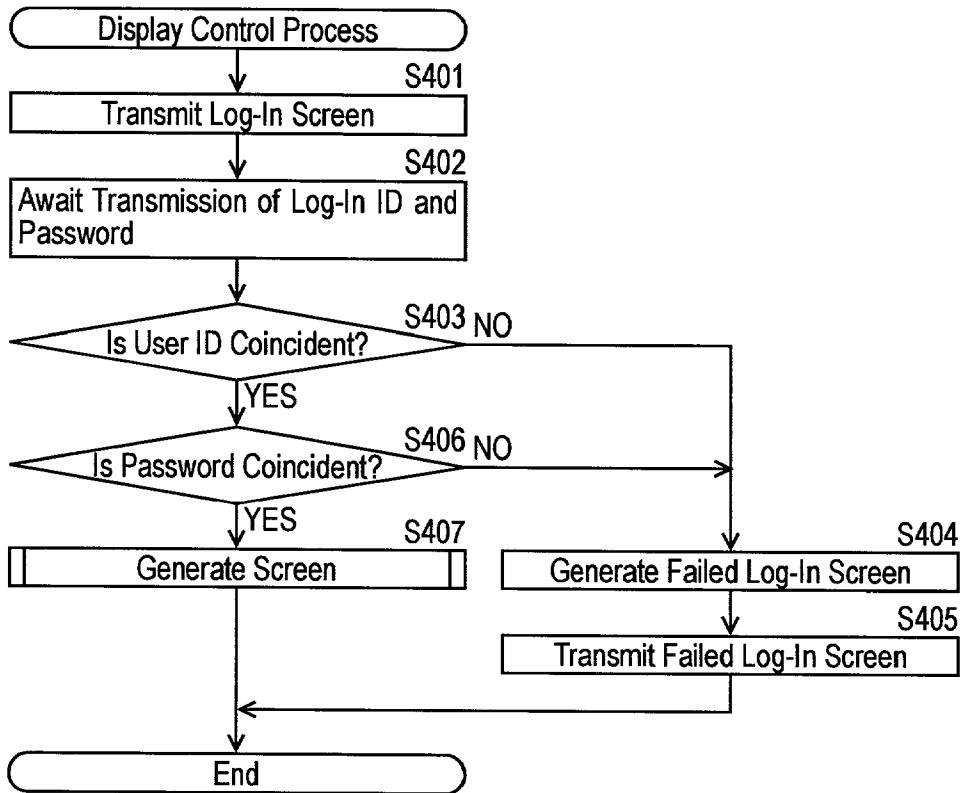 Display Control Process
S401
Transmit Log-In Screen
S402
Await Transmission of Log-In ID and
Password
S403
NO
Is User ID Coincident?
YES
S406
NO
Is Password Coincident?
YES
S407
Generate Screen
S404
Generate Failed Log-In Screen
S405
Transmit Failed Log-In Screen
End